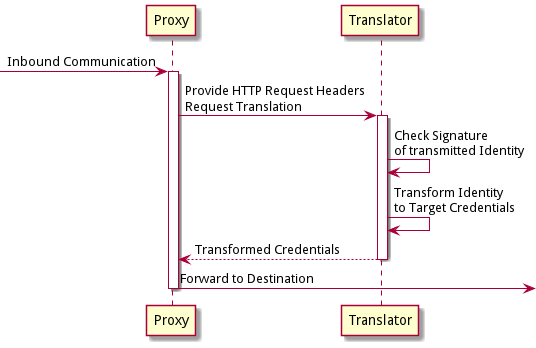 Proxy
Translator
Inbound Communication
Provide HTTP Request Headers
Request Translation
Check Signature
of transmitted Identity
Transform Identity
to Target Credentials
Transformed Credentials
Forward to Destination
Proxy
Translator